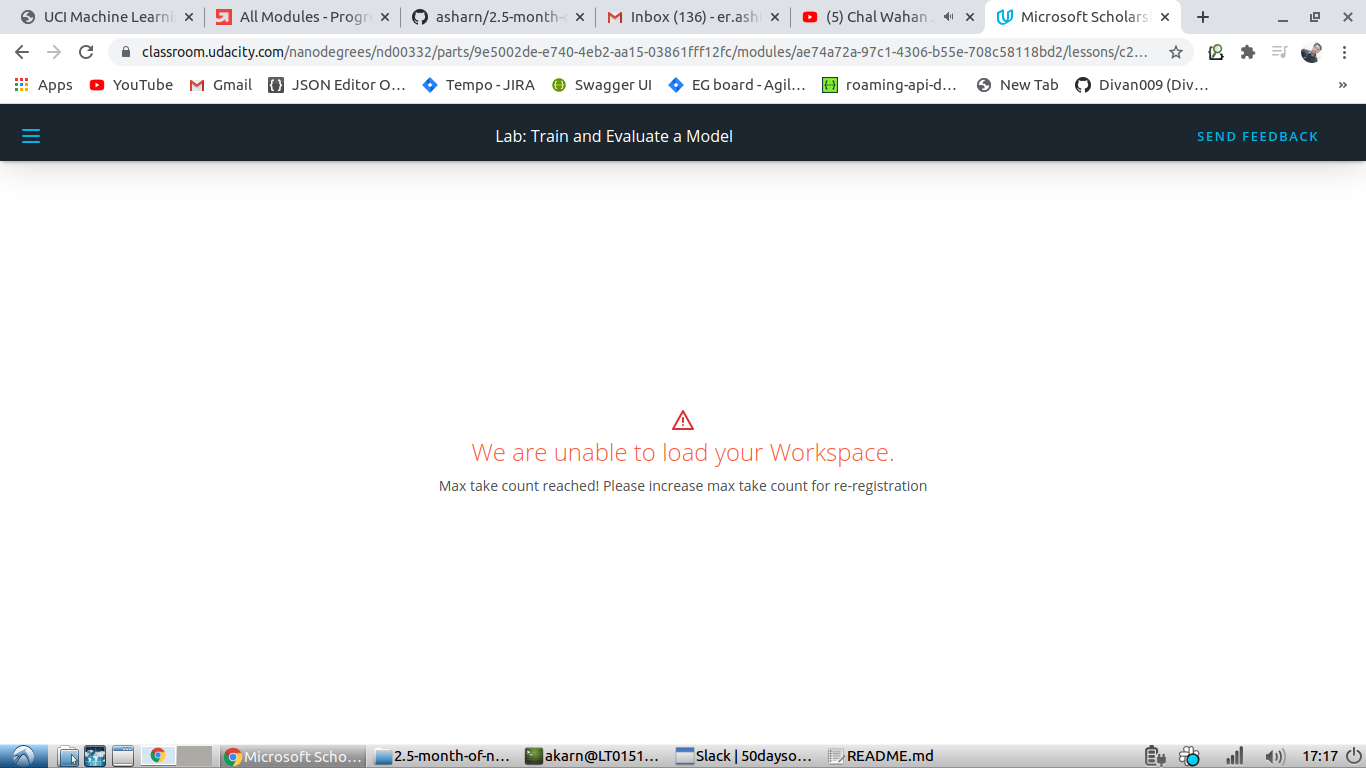 UCI Machine Learni
All Modules - Progr
asharn/2.5-month-
Inbox (136) - er.ash
(5) Chal Wahan
Microsoft Scholars
classroom.udacity.com/nanodegrees/nd00332/parts/9e5002de-e740-4eb2-aa15-03861fff12fc/modules/ae74a72a-97c1-4306-b55e-708c58118bd2/lessons/c2...
Apps
YouTube
Gmail
JSON Editor O...
Tempo - JIRA
Swagger UI
EG board - Agil...
roaming-api-d...
New Tab
Divan009 (Div...
»
Lab: Train and Evaluate a Model
SEND FEEDBACK
We are unable to load your Workspace.
Max take count reached! Please increase max take count for re-registration
Microsoft Scho...
2.5-month-of-n...
akarn@LT0151...
Slack | 50dayso...
README.md
17:17